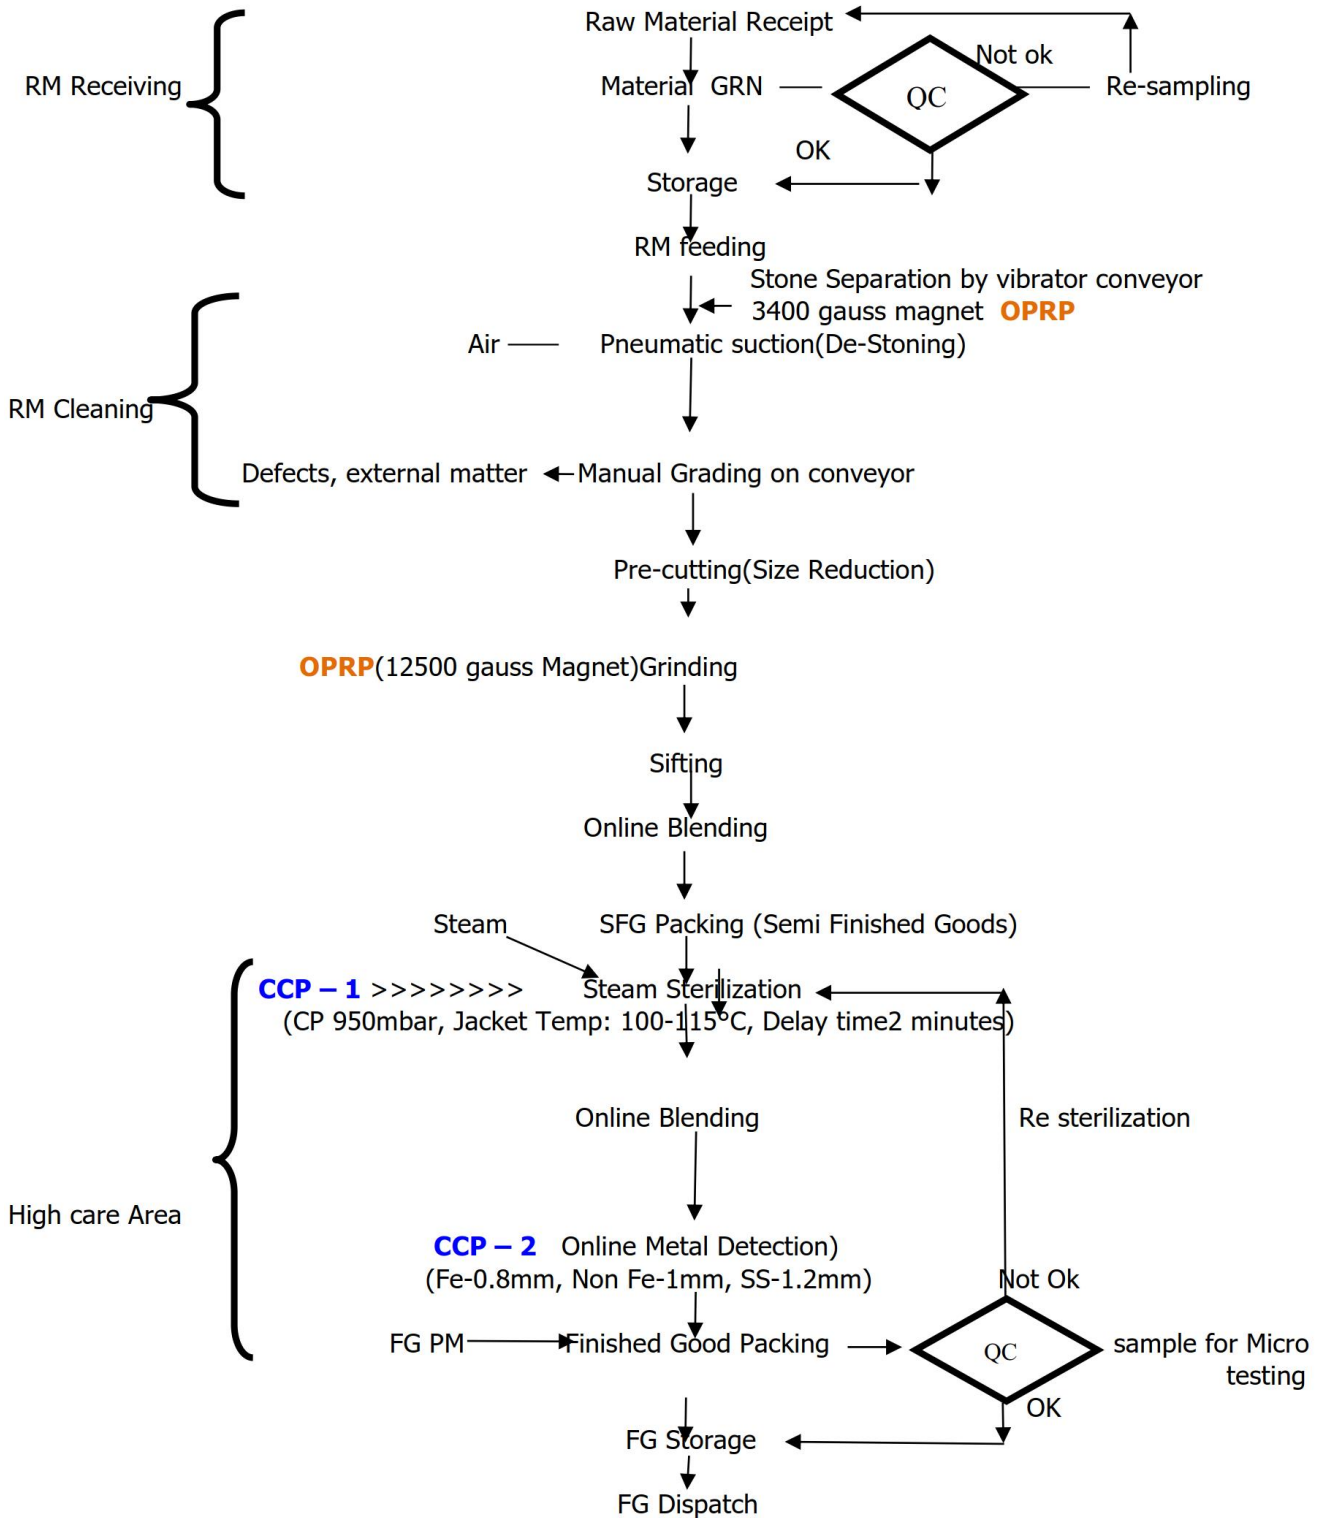 Raw Material Receipt
Not ok
RM Receiving
Material GRN
QC
Re-sampling
OK
Storage
RM feeding
Stone Separation by vibrator conveyor
3400 gauss magnet OPRP
Air
Pneumatic suction(De-Stoning)
RM Cleaning
Defects, external matter
Manual Grading on conveyor
Pre-cutting(Size Reduction)
OPRP(12500 gauss Magnet)Grinding
Sifting
Online Blending
Steam
SFG Packing (Semi Finished Goods)
CCP – 1 >>>>>>>> Steam Sterilization
(CP 950mbar, Jacket Temp: 100-115°C, Delay time2 minutes)
Online Blending
Re sterilization
High care Area
CCP – 2 Online Metal Detection)
(Fe-0.8mm, Non Fe-1mm, SS-1.2mm)
Not Ok
FG PM
Finished Good Packing
QC
sample for Micro
testing
OK
FG Storage
FG Dispatch